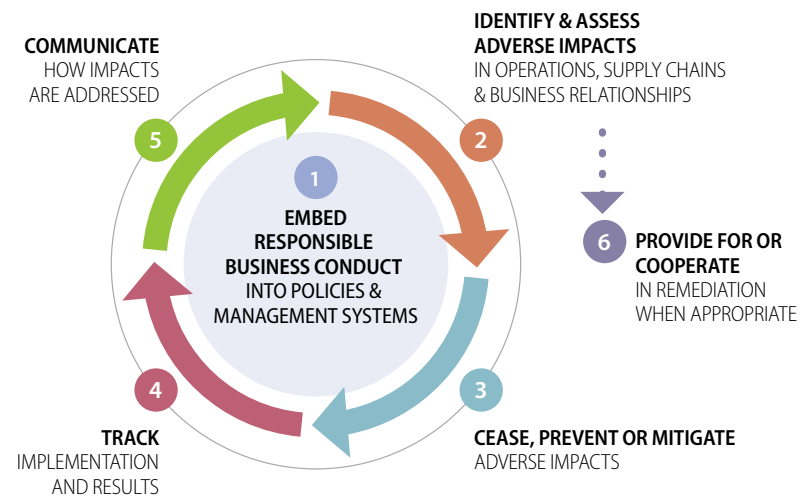 1
EMBED
RESPONSIBLE
BUSINESS CONDUCT
INTO POLICIES &
MANAGEMENT SYSTEMS
2
IDENTIFY & ASSESS
ADVERSE IMPACTS
IN OPERATIONS, SUPPLY CHAINS
& BUSINESS RELATIONSHIPS
3
CEASE, PREVENT OR MITIGATE
ADVERSE IMPACTS
4
TRACK
IMPLEMENTATION
AND RESULTS
5
COMMUNICATE
HOW IMPACTS
ARE ADDRESSED
6
PROVIDE FOR OR
COOPERATE
IN REMEDIATION
WHEN APPROPRIATE